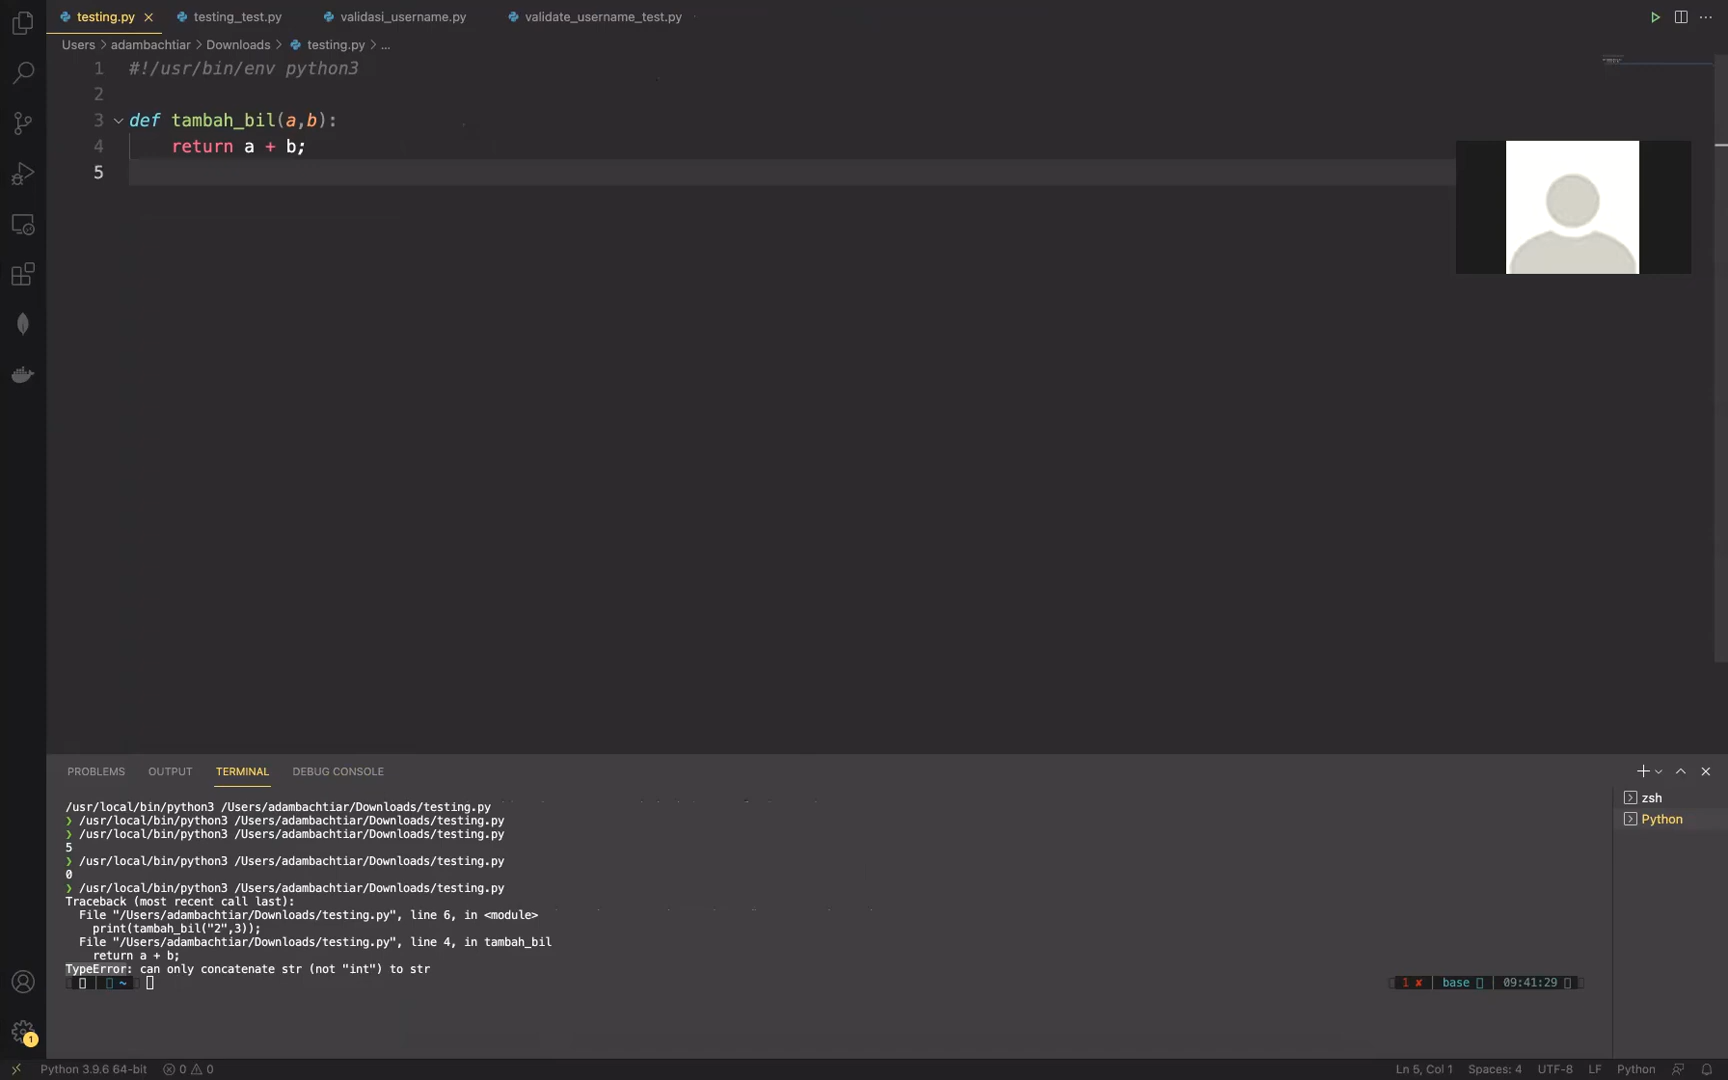 testing.py
testing_test.py
validasi_username.py
validate_username_test.py
Users > adambachtiar > Downloads > testing.py > ...
1 #!/usr/bin/env python3
2
3 def tambah_bil(a,b):
4 return a + b;
5
PROBLEMS OUTPUT TERMINAL DEBUG CONSOLE
/usr/local/bin/python3 /Users/adambachtiar/Downloads/testing.py
❯ /usr/local/bin/python3 /Users/adambachtiar/Downloads/testing.py
❯ /usr/local/bin/python3 /Users/adambachtiar/Downloads/testing.py
5
❯ /usr/local/bin/python3 /Users/adambachtiar/Downloads/testing.py
0
❯ /usr/local/bin/python3 /Users/adambachtiar/Downloads/testing.py
Traceback (most recent call last):
File "/Users/adambachtiar/Downloads/testing.py", line 6, in <module>
print(tambah_bil("2",3));
File "/Users/adambachtiar/Downloads/testing.py", line 4, in tambah_bil
return a + b;
TypeError: can only concatenate str (not "int") to str
~
1 ✘ base 09:41:29
zsh
Python
1
Python 3.9.6 64-bit 0 0
Ln 5, Col 1 Spaces: 4 UTF-8 LF Python